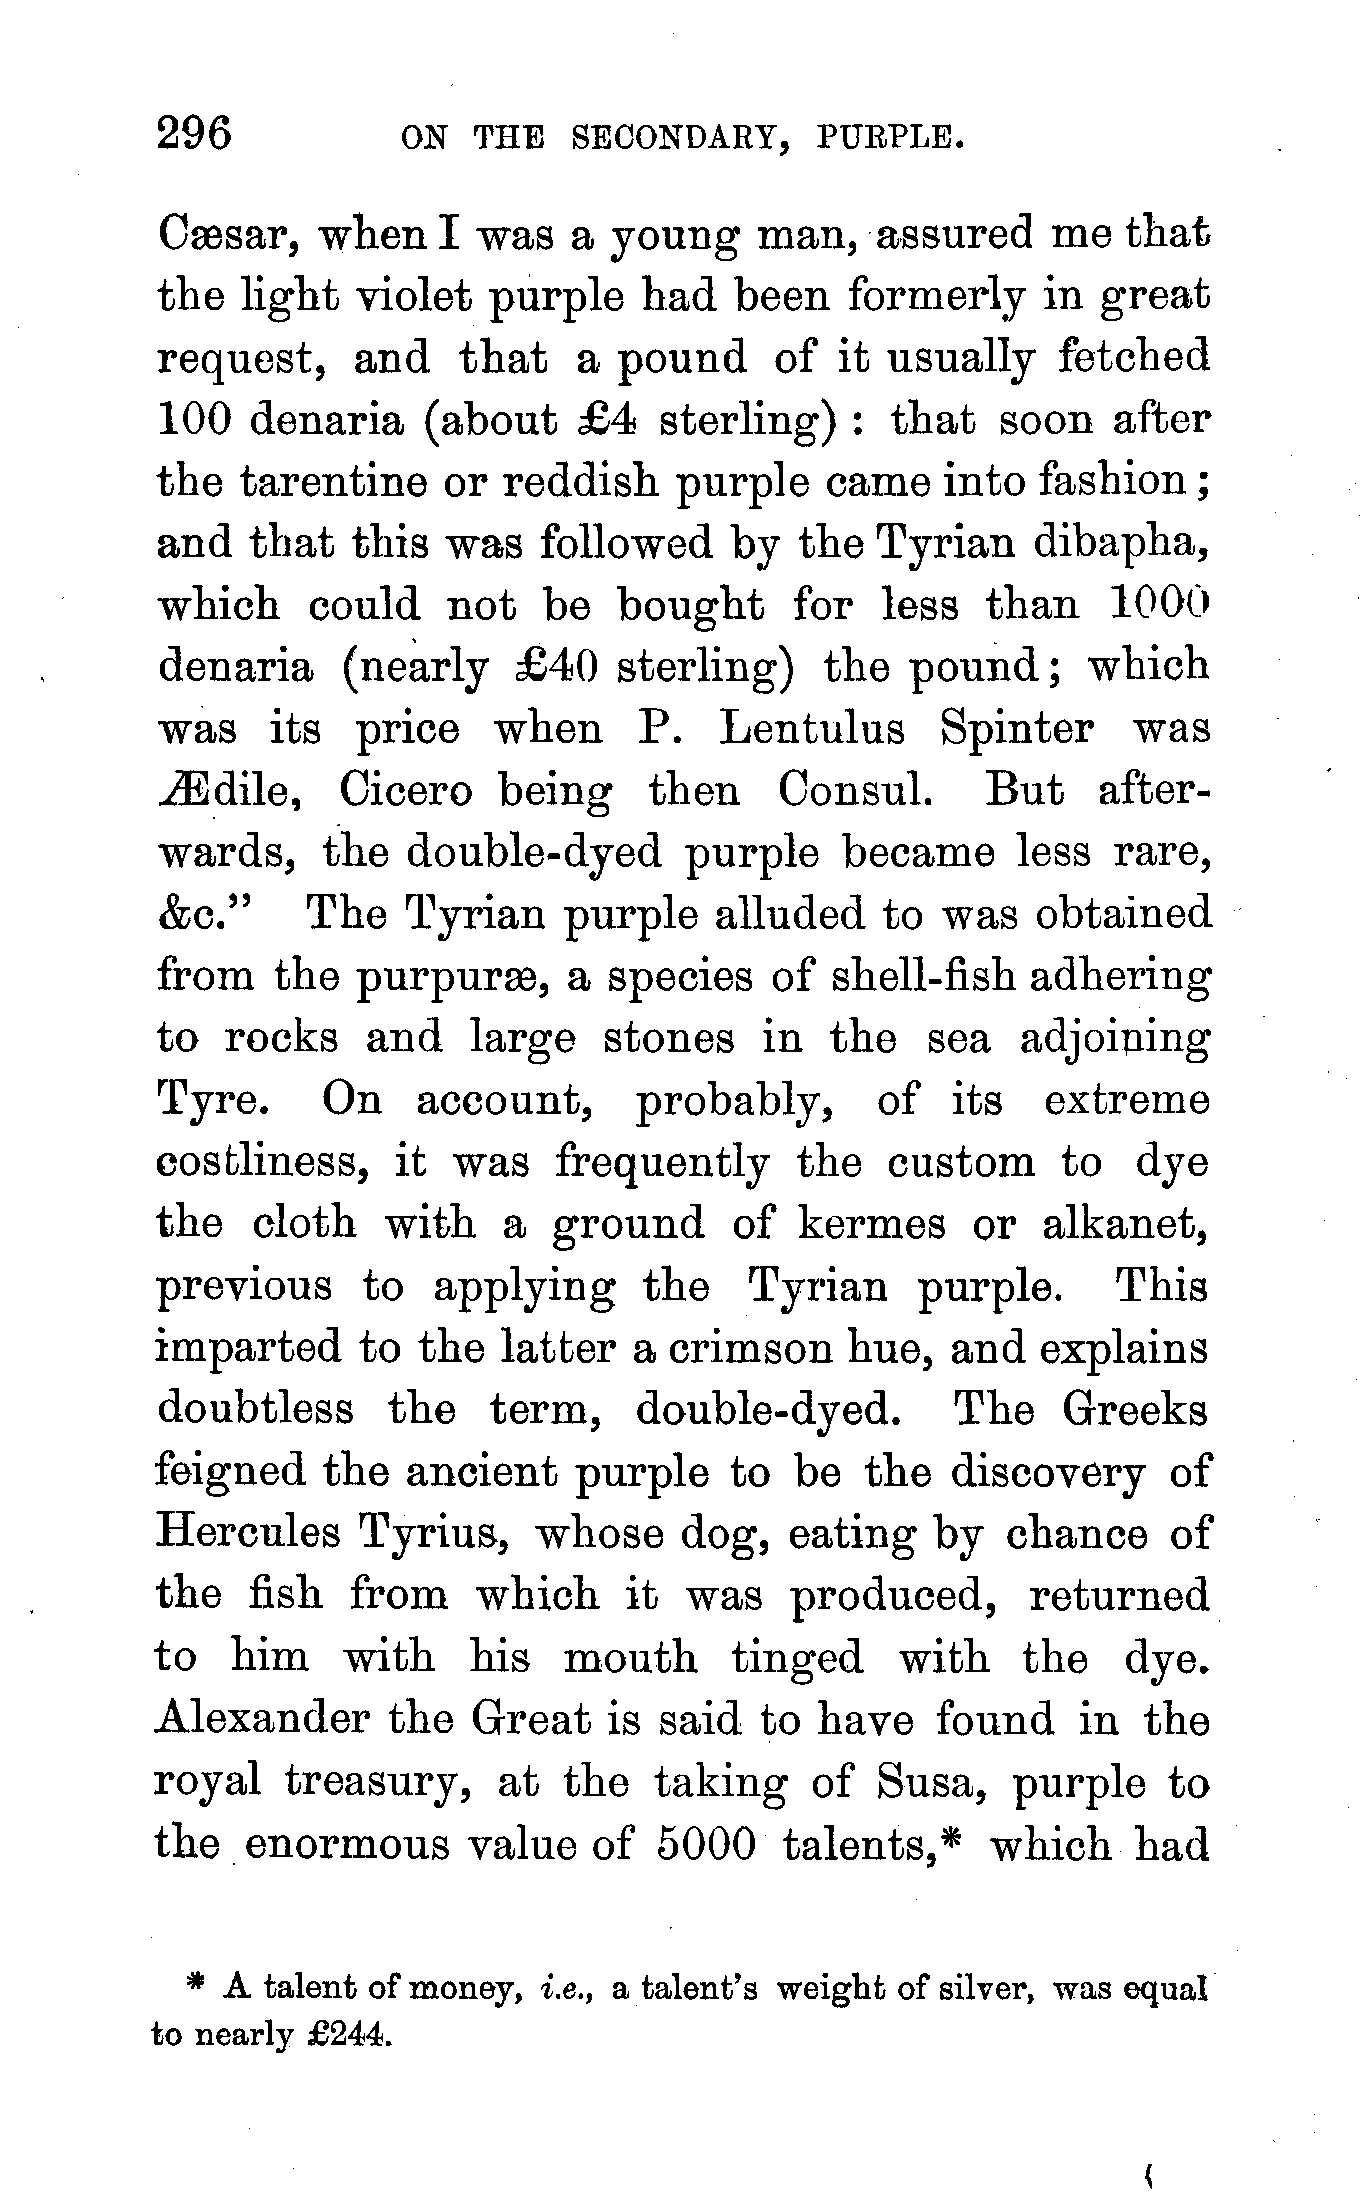 296 ON THE SECONDARY, PURPLE.
Cæsar, when I was a young man, assured me that
the light violet purple had been formerly in great
request, and that a pound of it usually fetched
100 denaria (about £4 sterling) : that soon after
the tarentine or reddish purple came into fashion ;
and that this was followed by the Tyrian dibapha,
which could not be bought for less than 1000
denaria (nearly £40 sterling) the pound ; which
was its price when P. Lentulus Spinter was
Ædile, Cicero being then Consul. But after-
wards, the double-dyed purple became less rare,
&c.” The Tyrian purple alluded to was obtained
from the purpuræ, a species of shell-fish adhering
to rocks and large stones in the sea adjoining
Tyre. On account, probably, of its extreme
costliness, it was frequently the custom to dye
the cloth with a ground of kermes or alkanet,
previous to applying the Tyrian purple. This
imparted to the latter a crimson hue, and explains
doubtless the term, double-dyed. The Greeks
feigned the ancient purple to be the discovery of
Hercules Tyrius, whose dog, eating by chance of
the fish from which it was produced, returned
to him with his mouth tinged with the dye.
Alexander the Great is said to have found in the
royal treasury, at the taking of Susa, purple to
the enormous value of 5000 talents,* which had
* A talent of money, i.e., a talent’s weight of silver, was equal
to nearly £244.